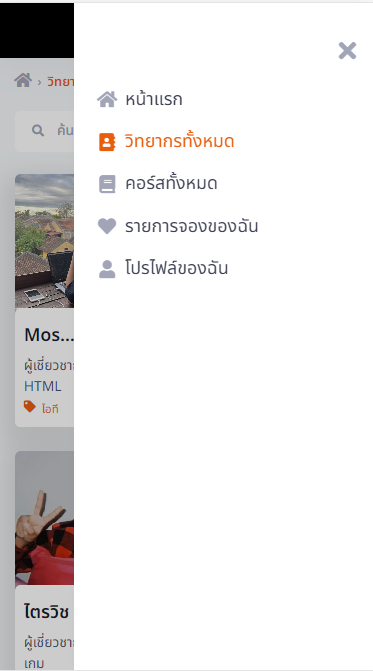 หน้าแรก
วิทยากรทั้งหมด
คอร์สทั้งหมด
รายการจองของฉัน
โปรไฟล์ของฉัน
› วิทยา
ค้น
Mos...
ผู้เชี่ยวชา
HTML
ไอที
ไตรวิช
ผู้เชี่ยวชา
เกม